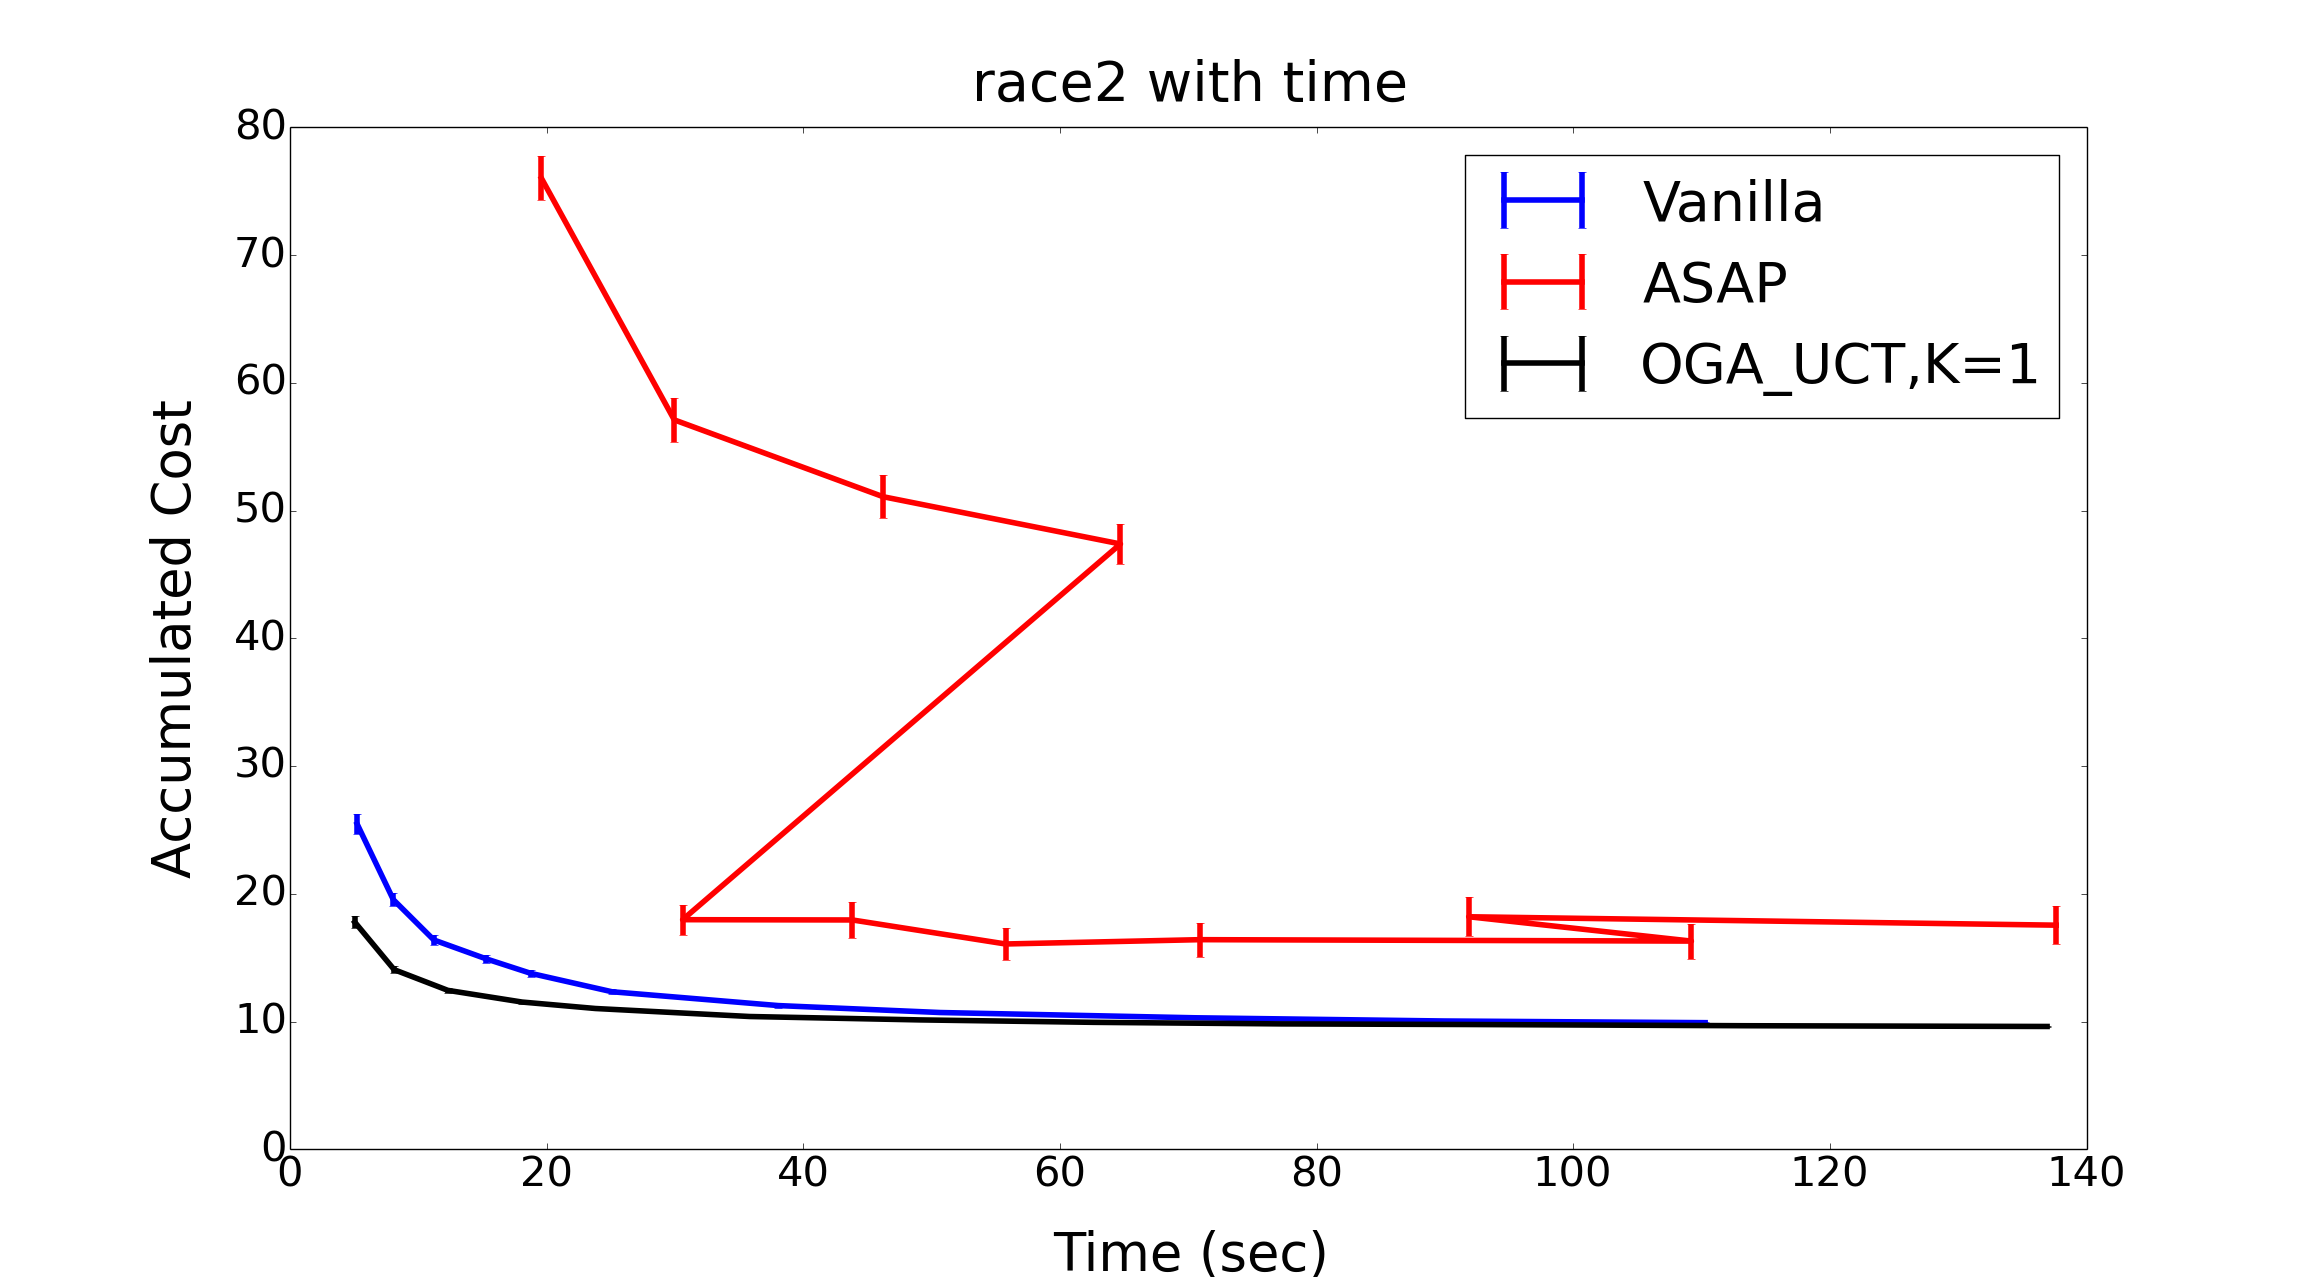 race2 with time
Accumulated Cost
80
70
60
50
40
30
20
10
0
Vanilla
ASAP
OGA_UCT,K=1
0 20 40 60 80 100 120 140
Time (sec)